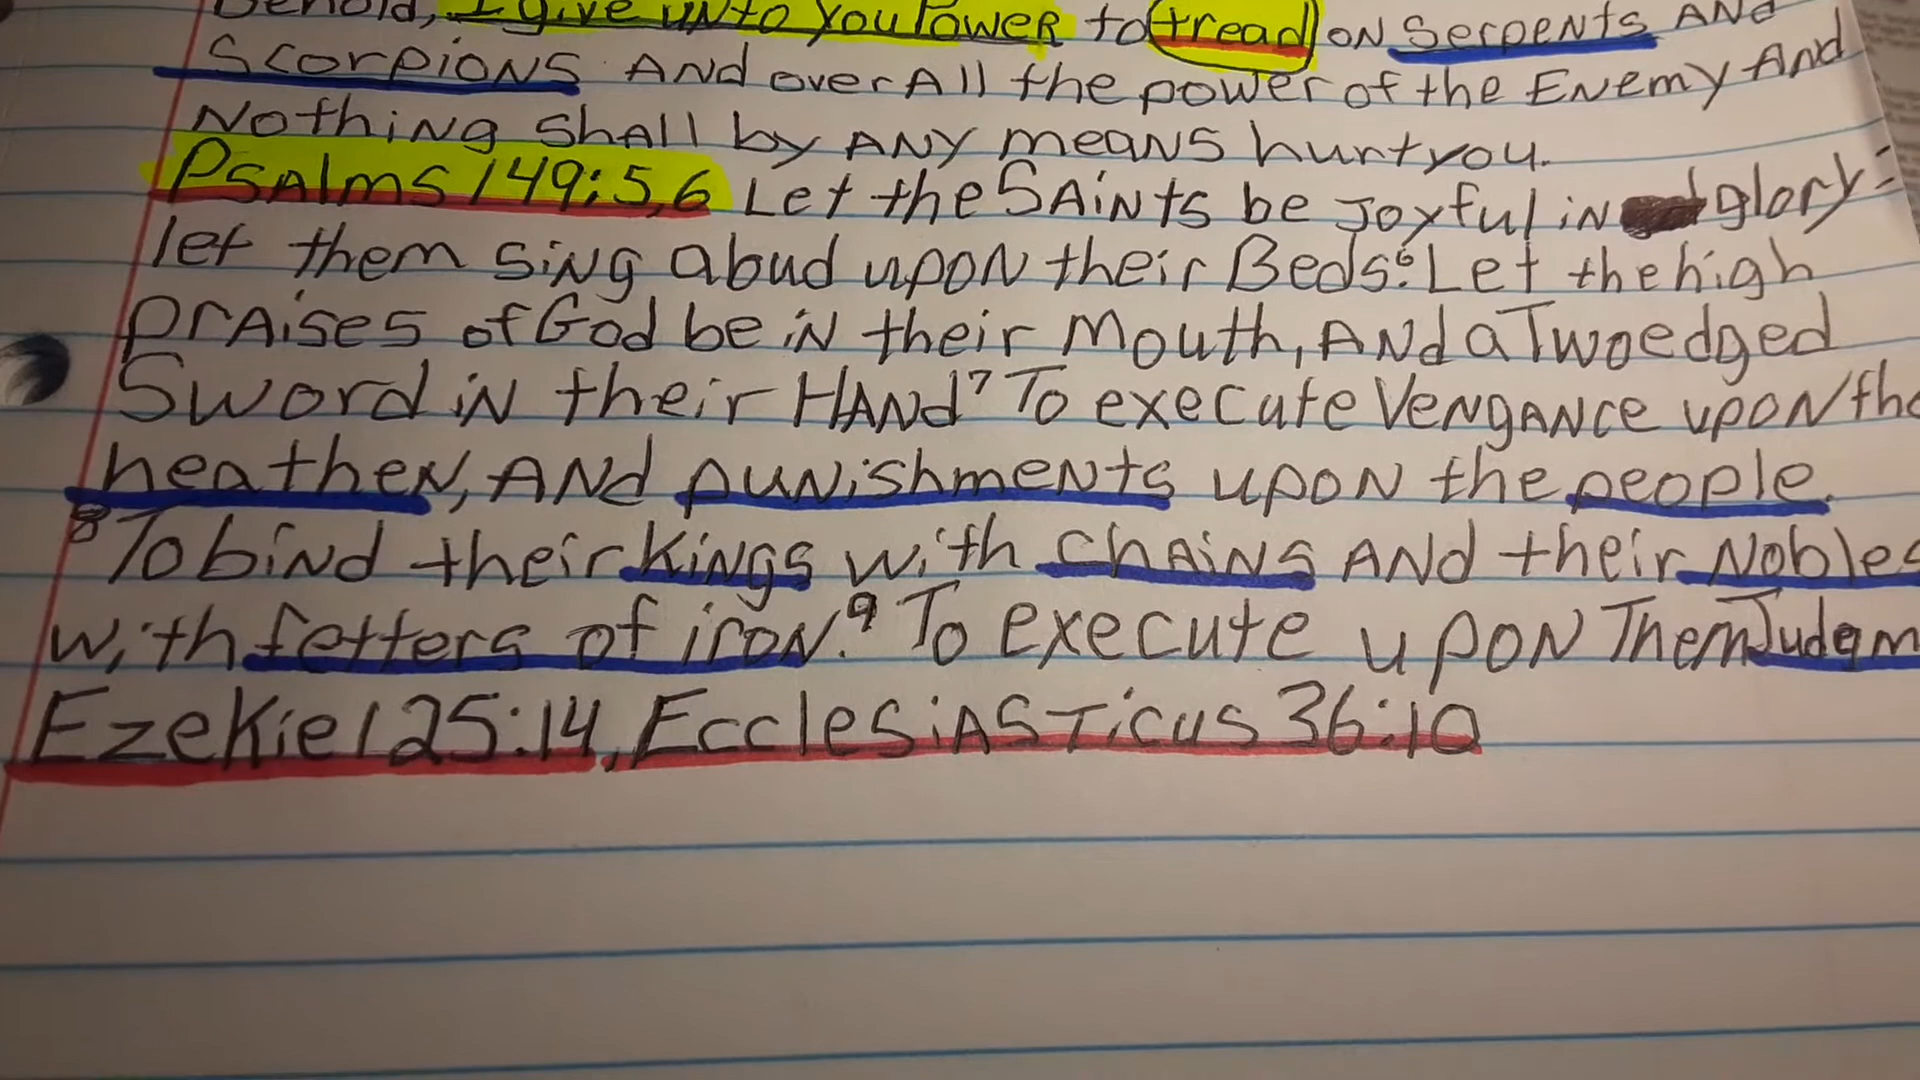 Behold, I give unto you Power to tread on Serpents And
Scorpions And over All the power of the Enemy And
Nothing Shall by ANY means hurt you.
Psalms 149:5,6 Let the SAints be Joyful in glory:
let them sing aloud upon their Beds: 6 Let the high
praises of God be in their Mouth, And a Twoedged
Sword in their HANd 7 To execute Vengance upon the
heathen, And punishments upon the people.
8 To bind their Kings with chains And their Nobles
with fetters of iron: 9 To execute upon Them Judgm
Ezekiel 25:14, Ecclesiasticus 36:10